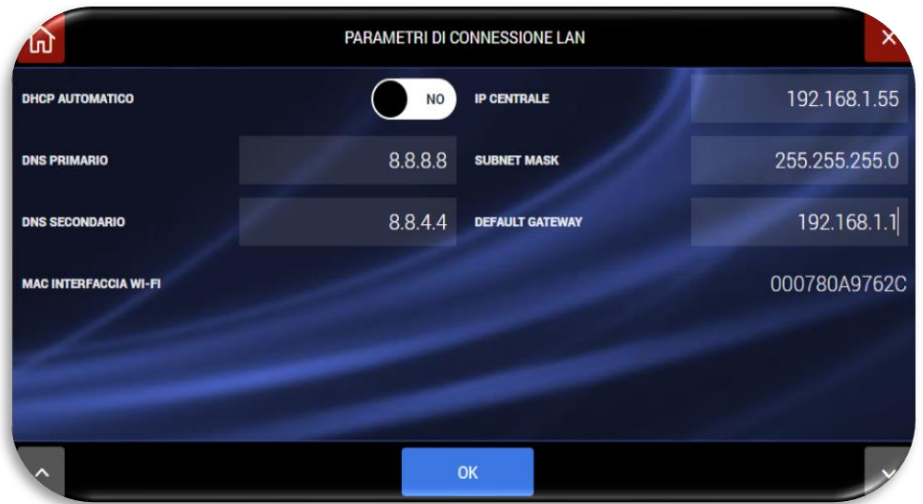 PARAMETRI DI CONNESSIONE LAN
DHCP AUTOMATICO NO IP CENTRALE 192.168.1.55
DNS PRIMARIO 8.8.8.8 SUBNET MASK 255.255.255.0
DNS SECONDARIO 8.8.4.4 DEFAULT GATEWAY 192.168.1.1
MAC INTERFACCIA WI-FI 000780A9762C
OK